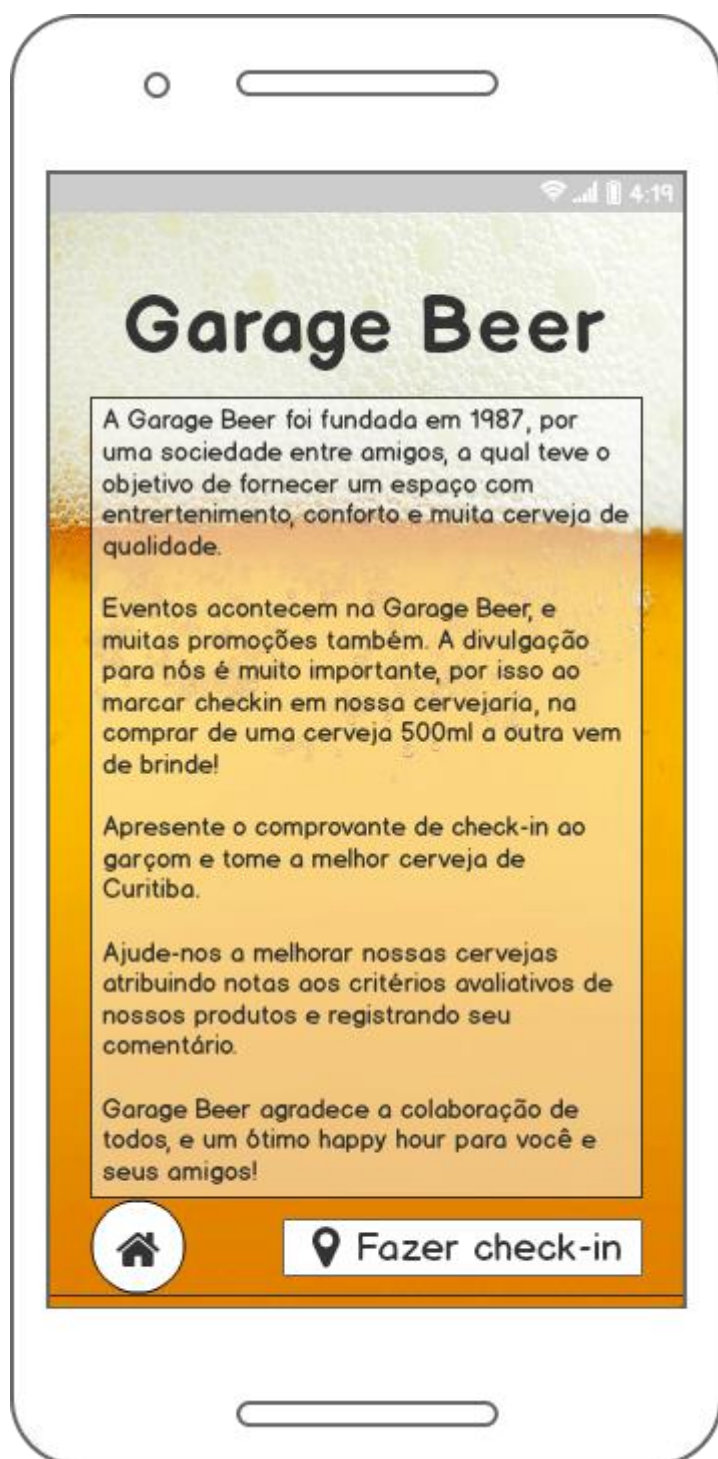 4:19
Garage Beer
A Garage Beer foi fundada em 1987, por
uma sociedade entre amigos, a qual teve o
objetivo de fornecer um espaço com
entrertenimento, conforto e muita cerveja de
qualidade.
Eventos acontecem na Garage Beer, e
muitas promoções também. A divulgação
para nós é muito importante, por isso ao
marcar checkin em nossa cervejaria, na
comprar de uma cerveja 500ml a outra vem
de brinde!
Apresente o comprovante de check-in ao
garçom e tome a melhor cerveja de
Curitiba.
Ajude-nos a melhorar nossas cervejas
atribuindo notas aos critérios avaliativos de
nossos produtos e registrando seu
comentário.
Garage Beer agradece a colaboração de
todos, e um ótimo happy hour para você e
seus amigos!
Fazer check-in